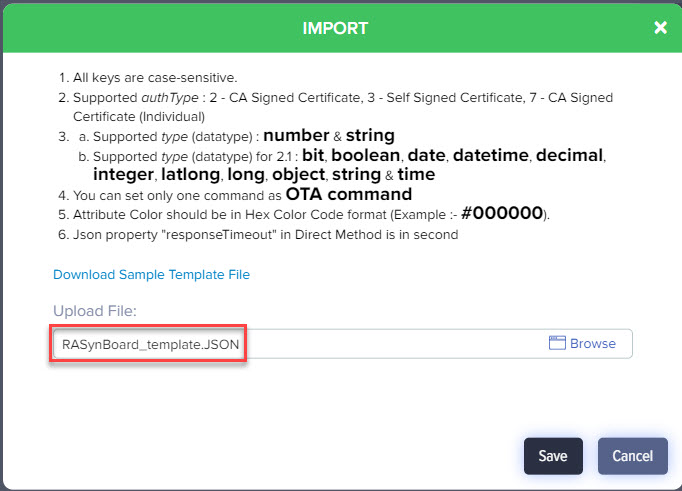 IMPORT
×
1. All keys are case-sensitive.
2. Supported authType : 2 - CA Signed Certificate, 3 - Self Signed Certificate, 7 - CA Signed
Certificate (Individual)
3. a. Supported type (datatype) : number & string
b. Supported type (datatype) for 2.1 : bit, boolean, date, datetime, decimal,
integer, latlong, long, object, string & time
4. You can set only one command as OTA command
5. Attribute Color should be in Hex Color Code format (Example :- #000000).
6. Json property "responseTimeout" in Direct Method is in second
Download Sample Template File
Upload File:
RASynBoard_template.JSON
Browse
Save
Cancel